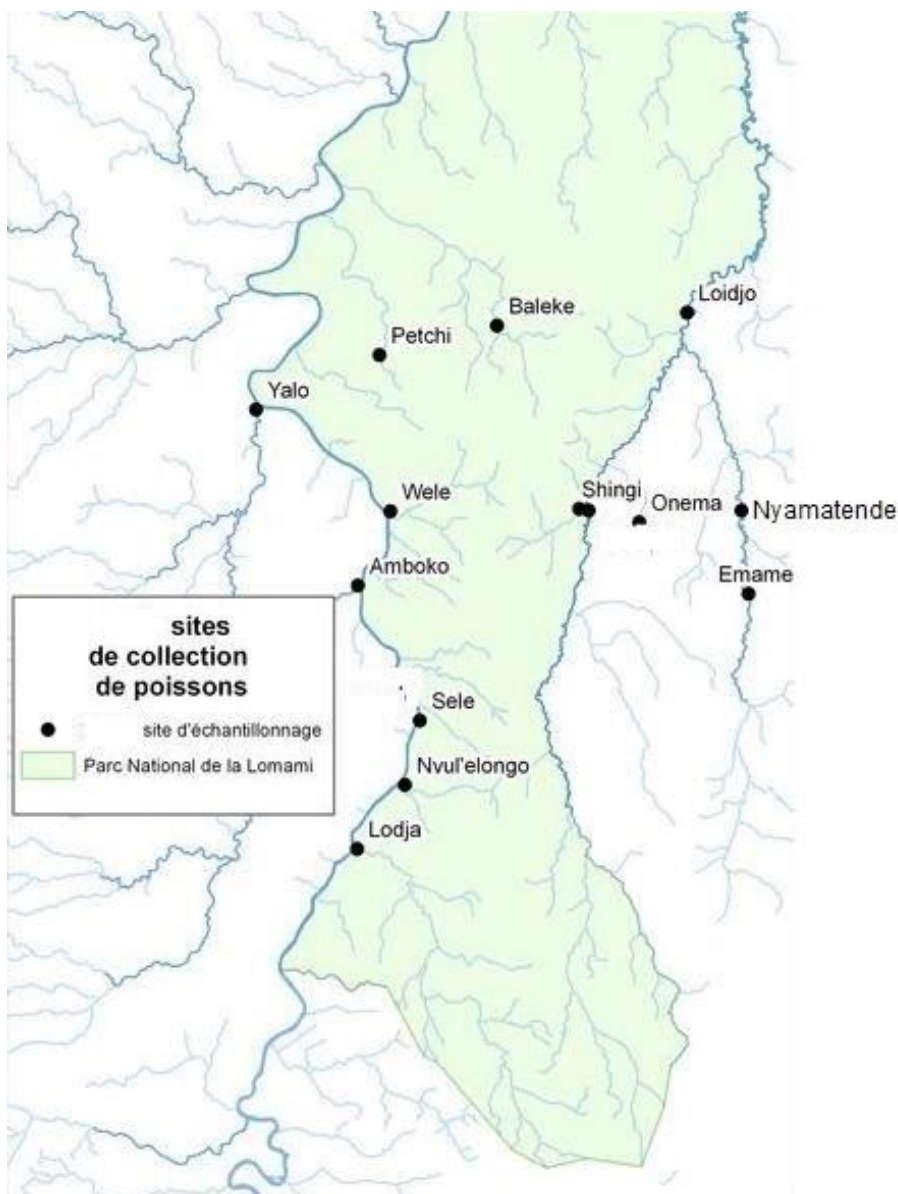 Baleke
Loidjo
Petchi
Yalo
Wele
Shingi
Onema
Nyamatende
Amboko
Emame
sites
de collection
de poissons
site d'échantillonnage
Parc National de la Lomami
Sele
Nvul'elongo
Lodja